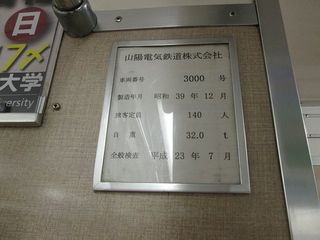 日
〆
大学
ersity
山陽電気鉄道株式会社
車両番号 3000 号
製造年月 昭和 39 年 12 月
旅客定員 140 人
自重 32.0 t
全般検査 平成 23 年 7 月